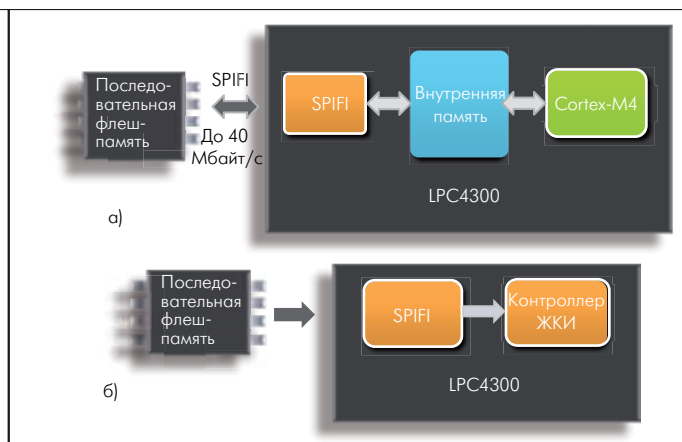 Последо-
вательная
флеш-
память
SPIFI
До 40
Мбайт/с
SPIFI
Внутренняя
память
Cortex-M4
LPC4300
а)
Последо-
вательная
флеш-
память
SPIFI
Контроллер
ЖКИ
LPC4300
б)